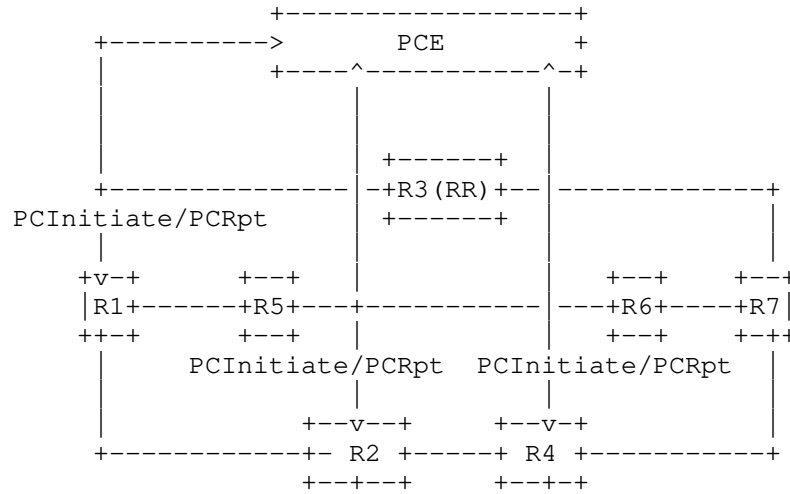 PCE
R3(RR)
PCInitiate/PCRpt
R1 R5 R6 R7
PCInitiate/PCRpt PCInitiate/PCRpt
R2 R4